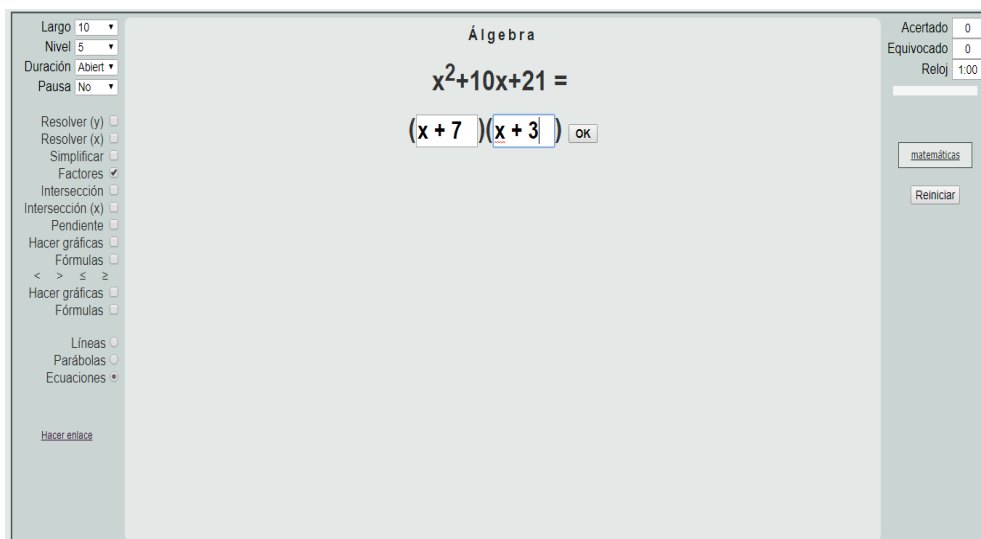 Largo 10
Nivel 5
Duración Abiert
Pausa No
Resolver (y)
Resolver (x)
Simplificar
Factores
Intersección
Intersección (x)
Pendiente
Hacer gráficas
Fórmulas
< > ≤ ≥
Hacer gráficas
Fórmulas
Líneas
Parábolas
Ecuaciones
Hacer enlace
Álgebra
x²+10x+21 =
(x + 7)(x + 3) OK
Acertado 0
Equivocado 0
Reloj 1:00
matemáticas
Reiniciar